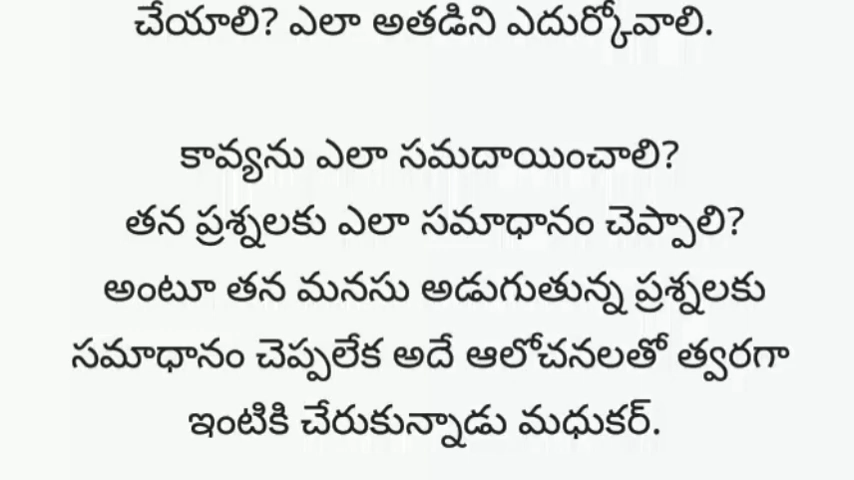 చేయాలి? ఎలా అతడిని ఎదుర్కోవాలి.
కావ్యను ఎలా సమదాయించాలి?
తన ప్రశ్నలకు ఎలా సమాధానం చెప్పాలి?
అంటూ తన మనసు అడుగుతున్న ప్రశ్నలకు
సమాధానం చెప్పలేక అదే ఆలోచనలతో త్వరగా
ఇంటికి చేరుకున్నాడు మధుకర్.